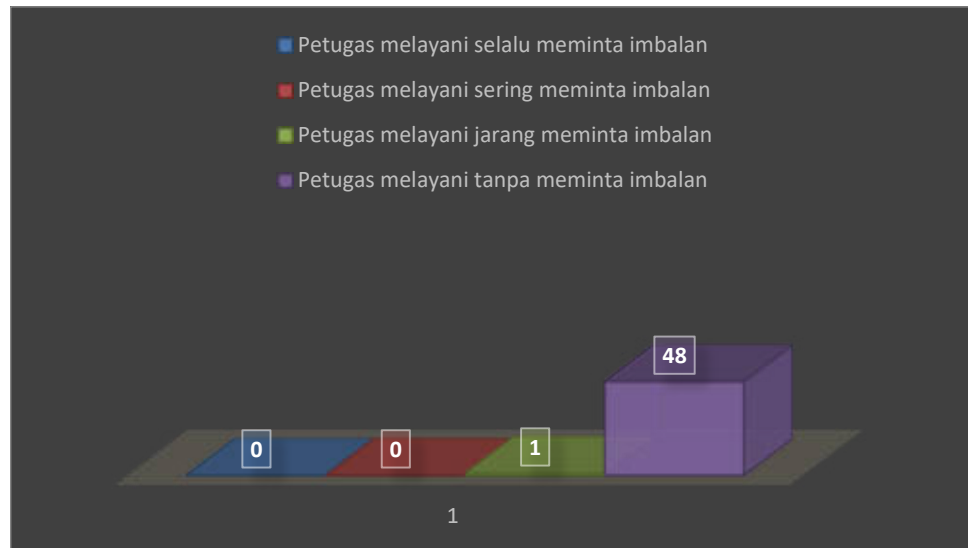 Petugas melayani selalu meminta imbalan
Petugas melayani sering meminta imbalan
Petugas melayani jarang meminta imbalan
Petugas melayani tanpa meminta imbalan
48
0
0
1
1